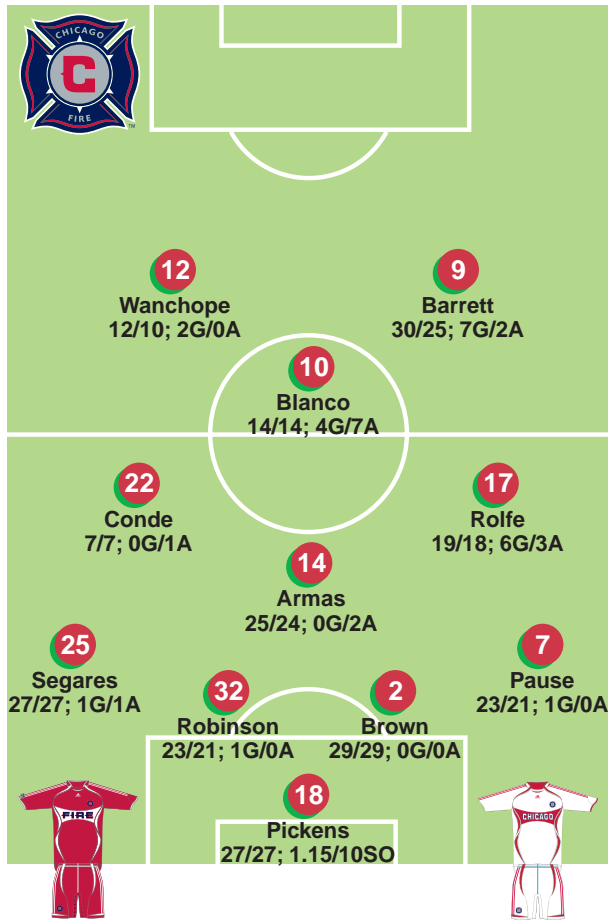 CHICAGO
C
FIRE
TM
12
Wanchope
12/10; 2G/0A
9
Barrett
30/25; 7G/2A
10
Blanco
14/14; 4G/7A
22
Conde
7/7; 0G/1A
17
Rolfe
19/18; 6G/3A
14
Armas
25/24; 0G/2A
25
Segares
27/27; 1G/1A
7
Pause
23/21; 1G/0A
32
Robinson
23/21; 1G/0A
2
Brown
29/29; 0G/0A
18
Pickens
27/27; 1.15/10SO
FIRE
CHICAGO